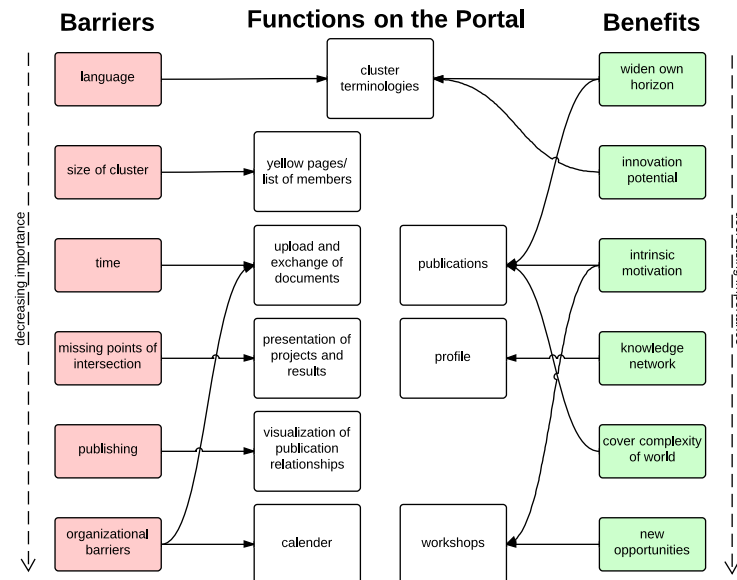 Barriers
Functions on the Portal
Benefits
language
cluster
terminologies
widen own
horizon
size of cluster
yellow pages/
list of members
innovation
potential
time
upload and
exchange of
documents
publications
intrinsic
motivation
missing points of
intersection
presentation of
projects and
results
profile
knowledge
network
publishing
visualization of
publication
relationships
cover complexity
of world
organizational
barriers
calender
workshops
new
opportunities
decreasing importance